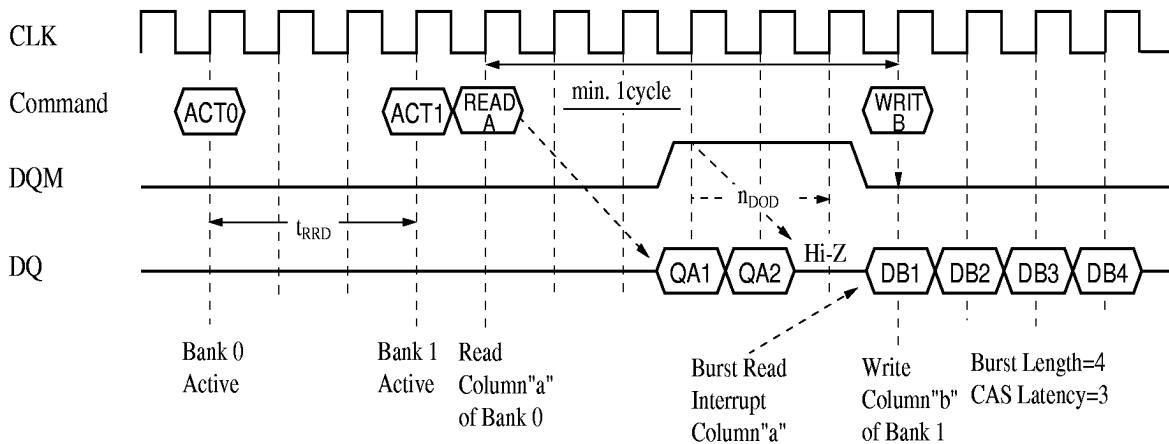 CLK
Command
ACT0
ACT1
READ
A
min. 1cycle
WRIT
B
DQM
nDOD
tRRD
DQ
QA1
QA2
Hi-Z
DB1
DB2
DB3
DB4
Bank 0
Active
Bank 1
Active
Read
Column"a"
of Bank 0
Burst Read
Interrupt
Column"a"
Write
Column"b"
of Bank 1
Burst Length=4
CAS Latency=3